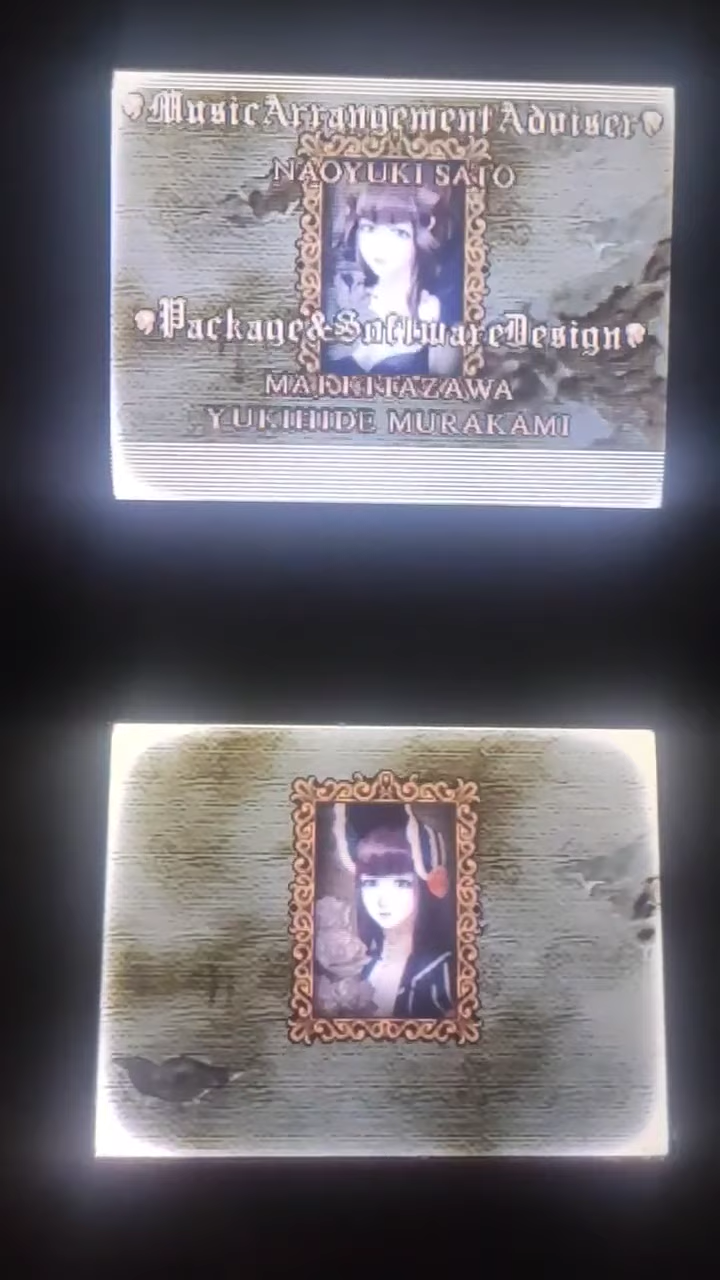 Music Arrangement Adviser
NAOYUKI SATO
Package & Software Design
YUKIHIDE MURAKAMI